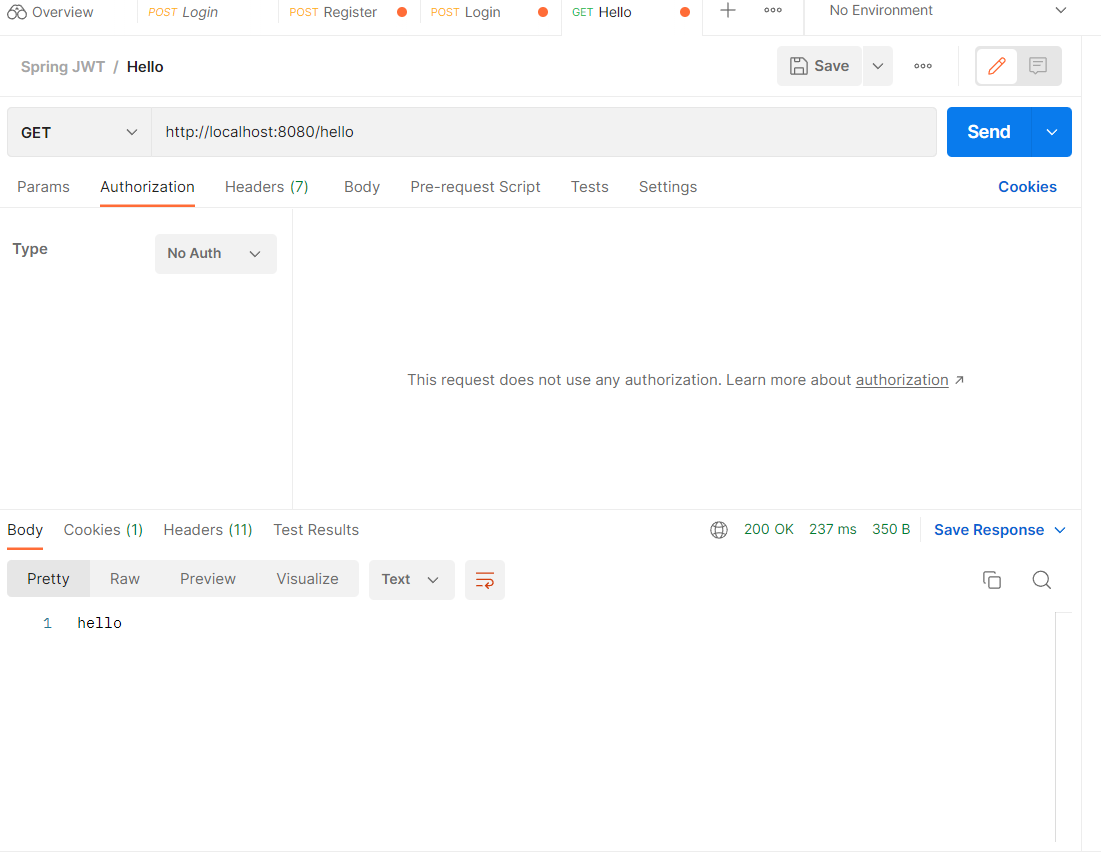 Overview POST Login POST Register POST Login GET Hello No Environment
Spring JWT / Hello Save
GET http://localhost:8080/hello Send
Params Authorization Headers (7) Body Pre-request Script Tests Settings Cookies
Type No Auth
This request does not use any authorization. Learn more about authorization ↗
Body Cookies (1) Headers (11) Test Results 200 OK 237 ms 350 B Save Response
Pretty Raw Preview Visualize Text
1 hello